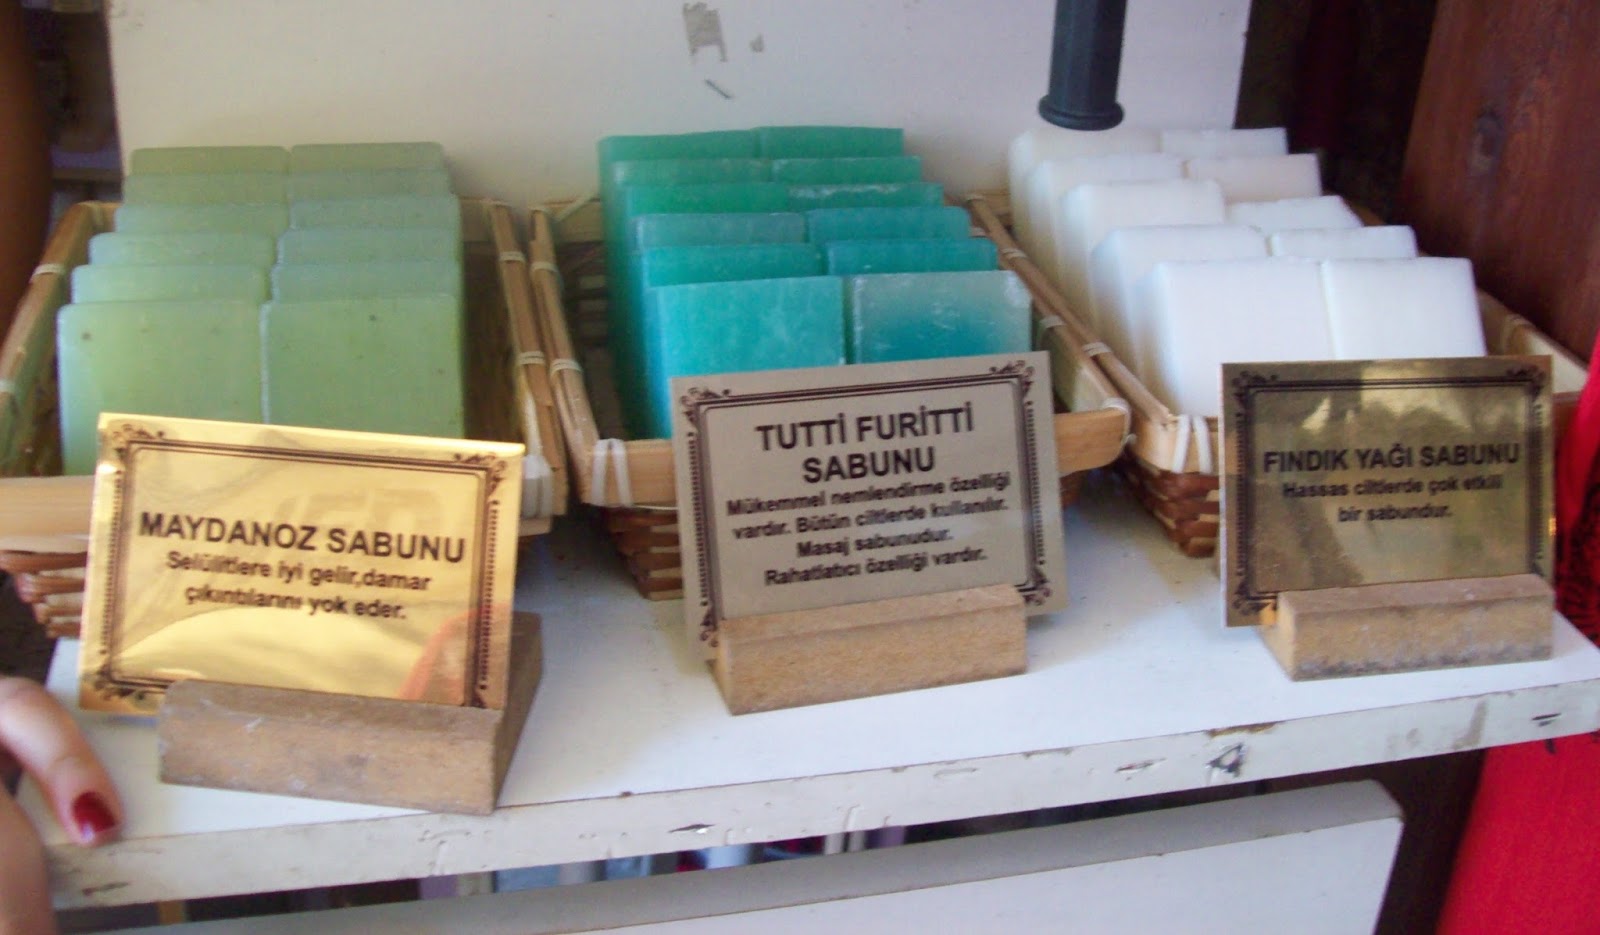 MAYDANOZ SABUNU
Selülitlere iyi gelir,damar
çıkıntılarını yok eder.
TUTTİ FURİTTİ
SABUNU
Mükemmel nemlendirme özelliği
vardır. Bütün ciltlerde kullanılır.
Masaj sabunudur.
Rahatlatıcı özelliği vardır.
FINDIK YAĞI SABUNU
Hassas ciltlerde çok etkili
bir sabundur.